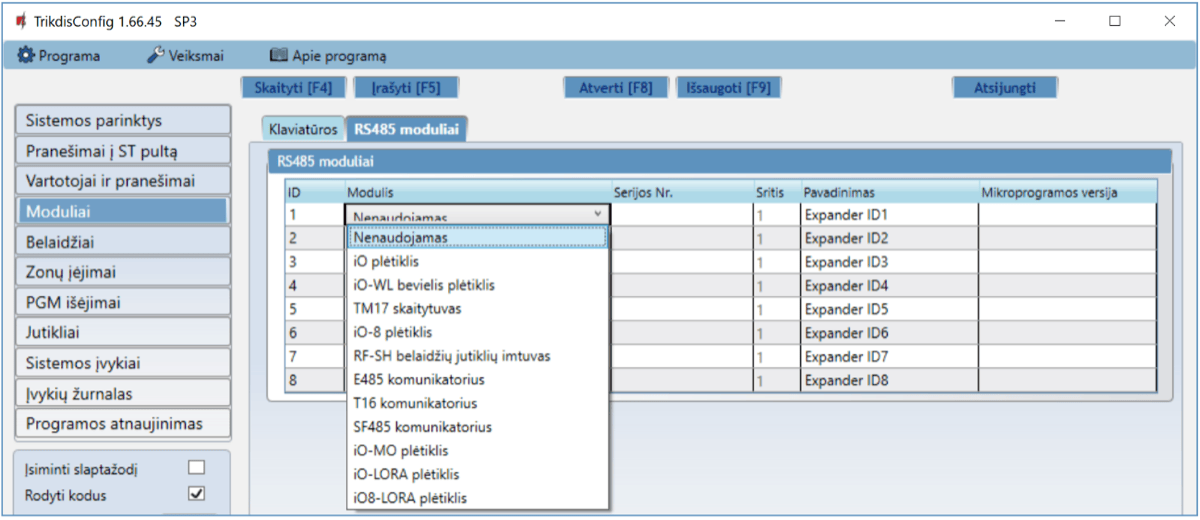 TrikdisConfig 1.66.45 SP3
Programa Veiksmai Apie programą
Skaityti [F4] Įrašyti [F5] Atverti [F8] Išsaugoti [F9] Atsijungti
Sistemos parinktys
Pranešimai į ST pultą
Vartotojai ir pranešimai
Moduliai
Belaidžiai
Zonų įėjimai
PGM išėjimai
Jutikliai
Sistemos įvykiai
Įvykių žurnalas
Programos atnaujinimas
Įsiminti slaptažodį
Rodyti kodus
Klaviatūros RS485 moduliai
RS485 moduliai
ID Modulis Serijos Nr. Sritis Pavadinimas Mikroprogramos versija
1 Nenaudojamas 1 Expander ID1
2 1 Expander ID2
3 1 Expander ID3
4 1 Expander ID4
5 1 Expander ID5
6 1 Expander ID6
7 1 Expander ID7
8 1 Expander ID8
Nenaudojamas
iO plėtiklis
iO-WL bevielis plėtiklis
TM17 skaitytuvas
iO-8 plėtiklis
RF-SH belaidžių jutiklių imtuvas
E485 komunikatorius
T16 komunikatorius
SF485 komunikatorius
iO-MO plėtiklis
iO-LORA plėtiklis
iO8-LORA plėtiklis